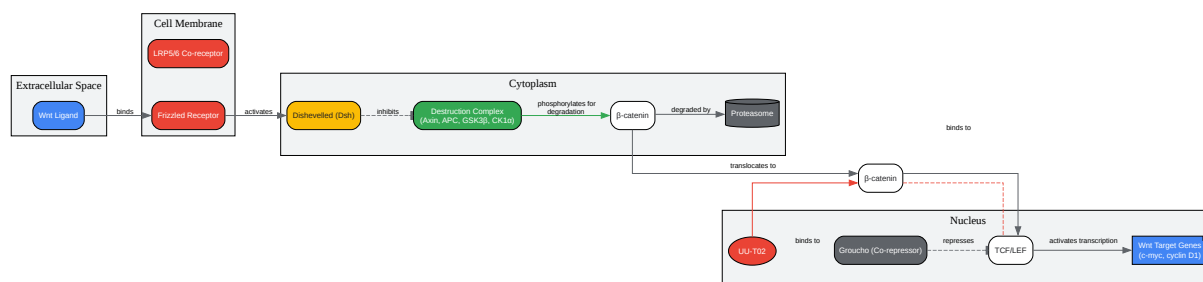 Cell Membrane
LRP5/6 Co-receptor
Extracellular Space
Wnt Ligand
binds
Frizzled Receptor
activates
Cytoplasm
Dishevelled (Dsh)
inhibits
Destruction Complex
(Axin, APC, GSK3β, CK1α)
phosphorylates for
degradation
β-catenin
degraded by
Proteasome
binds to
translocates to
β-catenin
Nucleus
UU-T02
binds to
Groucho (Co-repressor)
represses
TCF/LEF
activates transcription
Wnt Target Genes
(c-myc, cyclin D1)